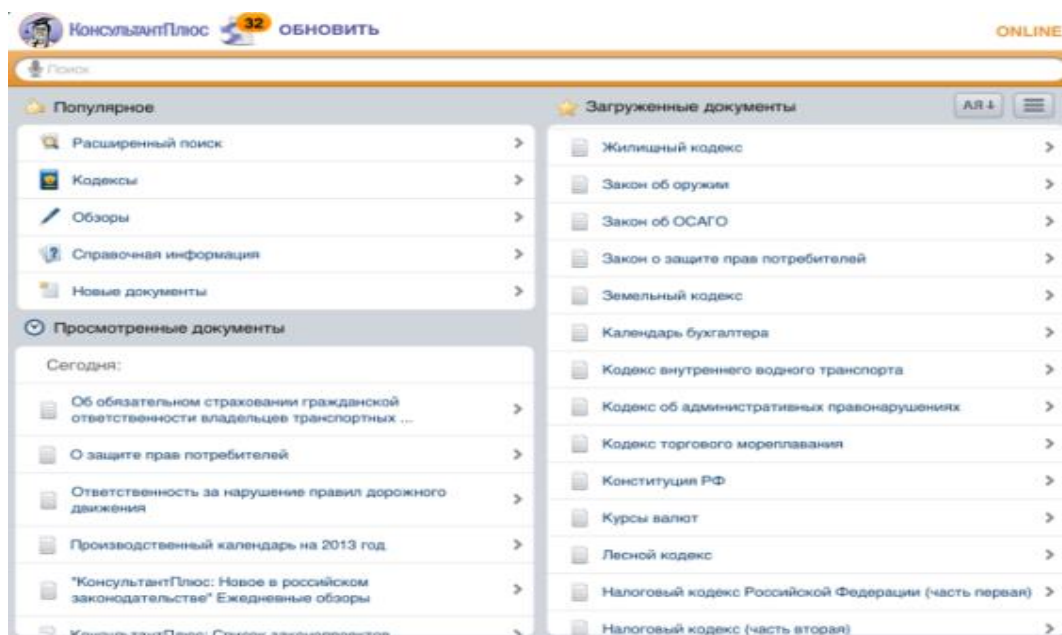 КонсультантПлюс 32 ОБНОВИТЬ
ONLINE
Поиск
Популярное
Расширенный поиск
Кодексы
Обзоры
Справочная информация
Новые документы
Просмотренные документы
Сегодня:
Об обязательном страховании гражданской
ответственности владельцев транспортных ...
О защите прав потребителей
Ответственность за нарушение правил дорожного
движения
Производственный календарь на 2013 год
"КонсультантПлюс: Новое в российском
законодательстве" Ежедневные обзоры
КонсультантПлюс: Список законопроектов
Загруженные документы
АЯ↓
Жилищный кодекс
Закон об оружии
Закон об ОСАГО
Закон о защите прав потребителей
Земельный кодекс
Календарь бухгалтера
Кодекс внутреннего водного транспорта
Кодекс об административных правонарушениях
Кодекс торгового мореплавания
Конституция РФ
Курсы валют
Лесной кодекс
Налоговый кодекс Российской Федерации (часть первая)
Налоговый кодекс (часть вторая)